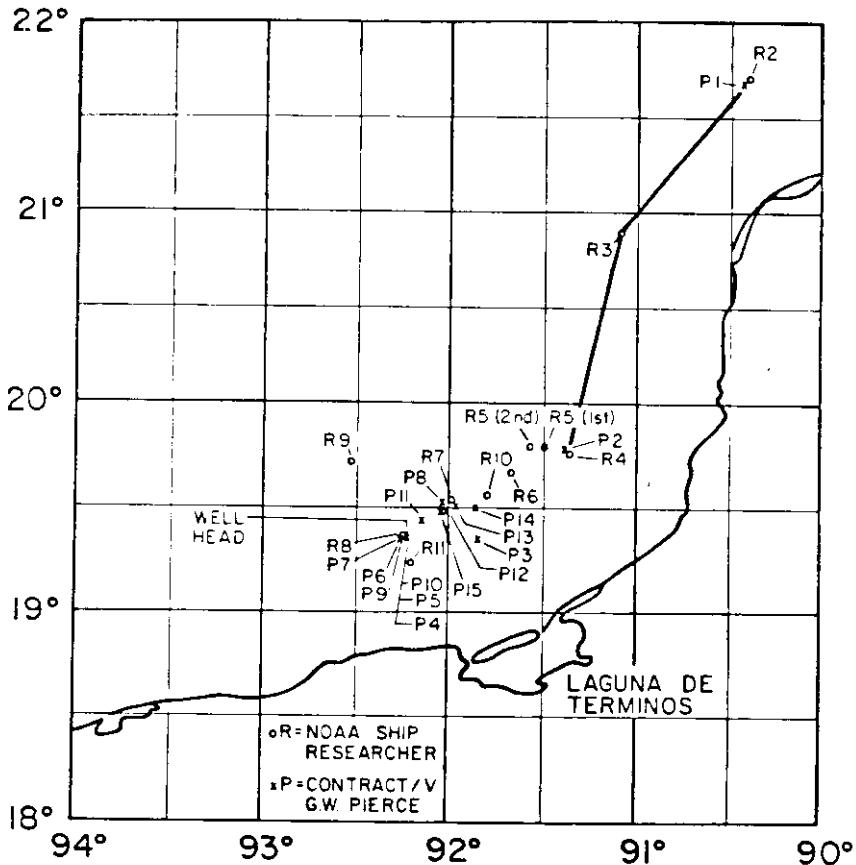 22°
R2
P1
21°
R3
20°
R5 (2nd)
R5 (1st)
P2
R4
R9
R7
R10
R6
P8
P11
P14
WELL
HEAD
P13
R8
R11
P3
P7
P12
P6
P10
P15
P9
P5
P4
19°
LAGUNA DE
TERMINOS
oR=NOAA SHIP
RESEARCHER
xP=CONTRACT/V
G.W. PIERCE
18°
94°
93°
92°
91°
90°